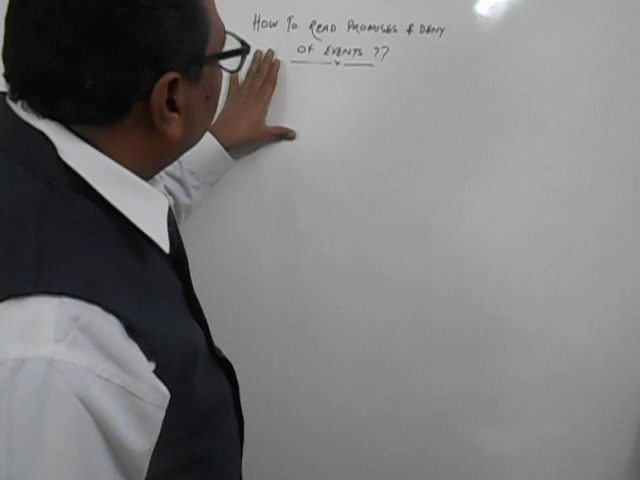 HOW TO READ PROMISES & DENY
OF EVENTS ??